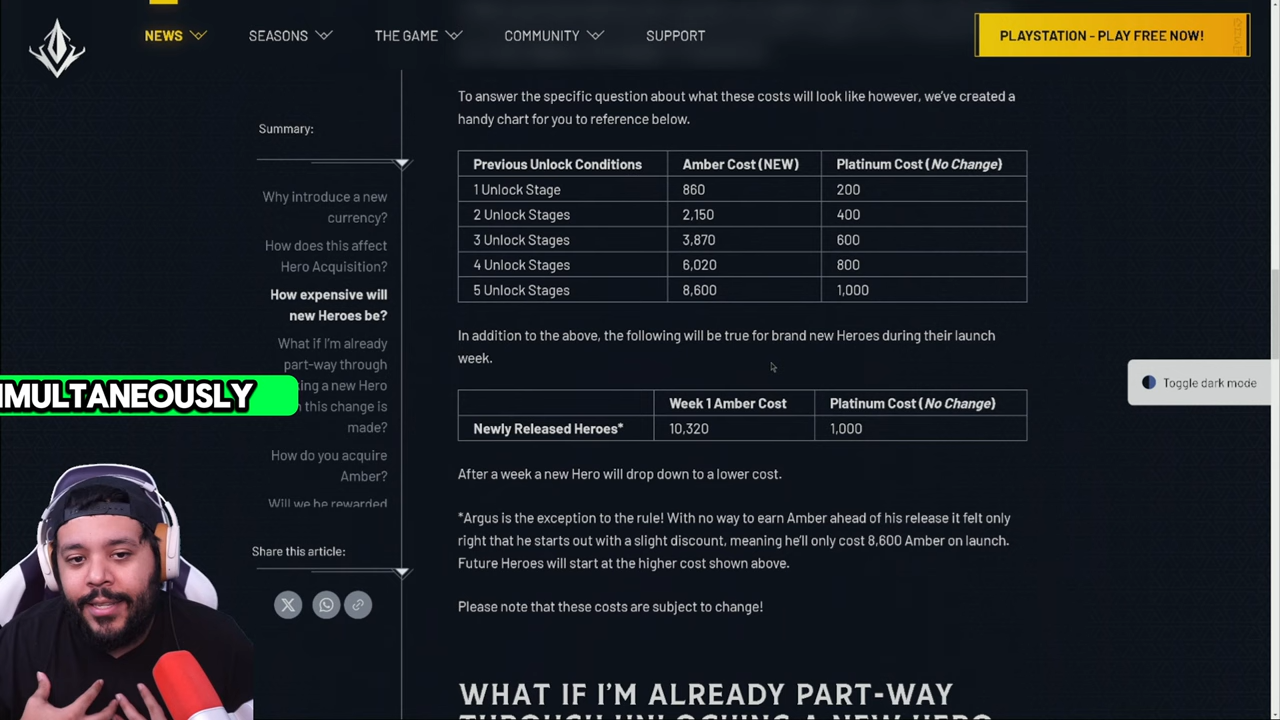 NEWS SEASONS THE GAME COMMUNITY SUPPORT PLAYSTATION - PLAY FREE NOW!
To answer the specific question about what these costs will look like however, we've created a
handy chart for you to reference below.
Summary:
Previous Unlock Conditions Amber Cost (NEW) Platinum Cost (No Change)
1 Unlock Stage 860 200
2 Unlock Stages 2,150 400
3 Unlock Stages 3,870 600
4 Unlock Stages 6,020 800
5 Unlock Stages 8,600 1,000
Why introduce a new
currency?
How does this affect
Hero Acquisition?
How expensive will
new Heroes be?
What if I'm already
part-way through
king a new Hero
this change is
made?
How do you acquire
Amber?
Will we be rewarded
In addition to the above, the following will be true for brand new Heroes during their launch
week.
Toggle dark mode
IMULTANEOUSLY
Week 1 Amber Cost Platinum Cost (No Change)
Newly Released Heroes* 10,320 1,000
After a week a new Hero will drop down to a lower cost.
*Argus is the exception to the rule! With no way to earn Amber ahead of his release it felt only
right that he starts out with a slight discount, meaning he'll only cost 8,600 Amber on launch.
Future Heroes will start at the higher cost shown above.
Share this article:
Please note that these costs are subject to change!
WHAT IF I'M ALREADY PART-WAY
THROUGH UNLOCKING A NEW HERO